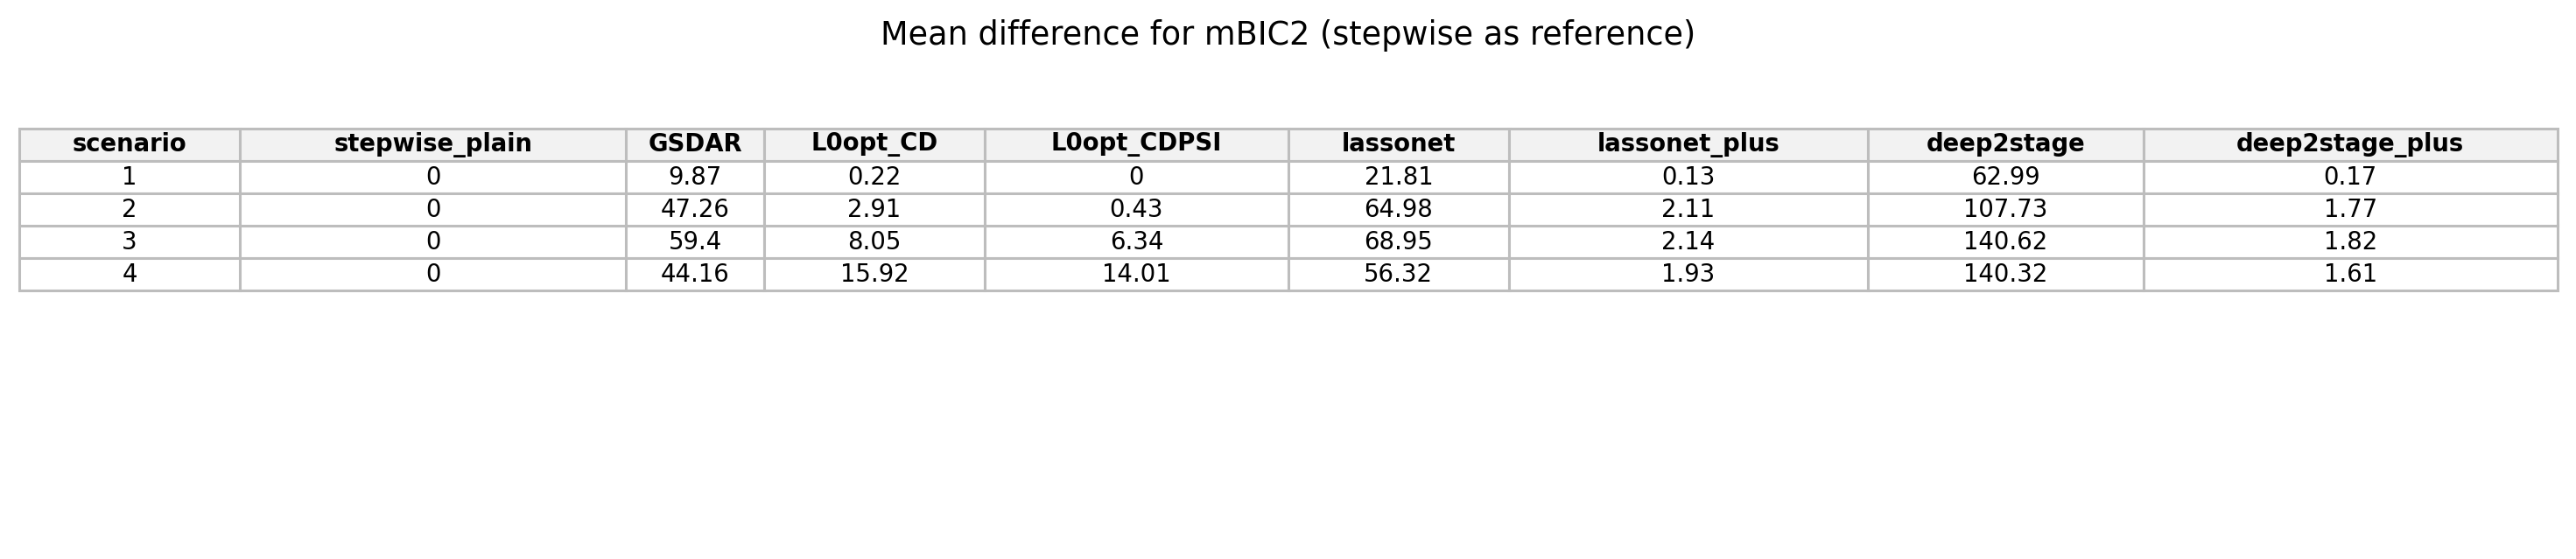 Mean difference for mBIC2 (stepwise as reference)
scenario stepwise_plain GSDAR L0opt_CD L0opt_CDPSI lassonet lassonet_plus deep2stage deep2stage_plus
1 0 9.87 0.22 0 21.81 0.13 62.99 0.17
2 0 47.26 2.91 0.43 64.98 2.11 107.73 1.77
3 0 59.4 8.05 6.34 68.95 2.14 140.62 1.82
4 0 44.16 15.92 14.01 56.32 1.93 140.32 1.61